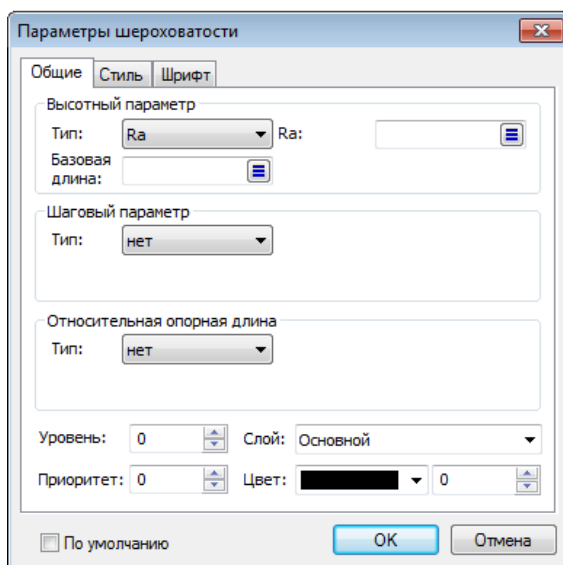 Параметры шероховатости
Общие Стиль Шрифт
Высотный параметр
Тип: Ra Ra:
Базовая
длина:
Шаговый параметр
Тип: нет
Относительная опорная длина
Тип: нет
Уровень: 0 Слой: Основной
Приоритет: 0 Цвет: 0
По умолчанию OK Отмена